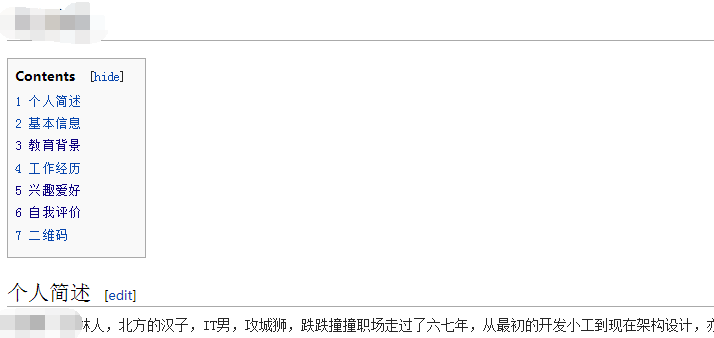 Contents [hide]
1 个人简述
2 基本信息
3 教育背景
4 工作经历
5 兴趣爱好
6 自我评价
7 二维码
个人简述 [edit]
人，北方的汉子，IT男，攻城狮，跌跌撞撞职场走过了六七年，从最初的开发小工到现在架构设计，